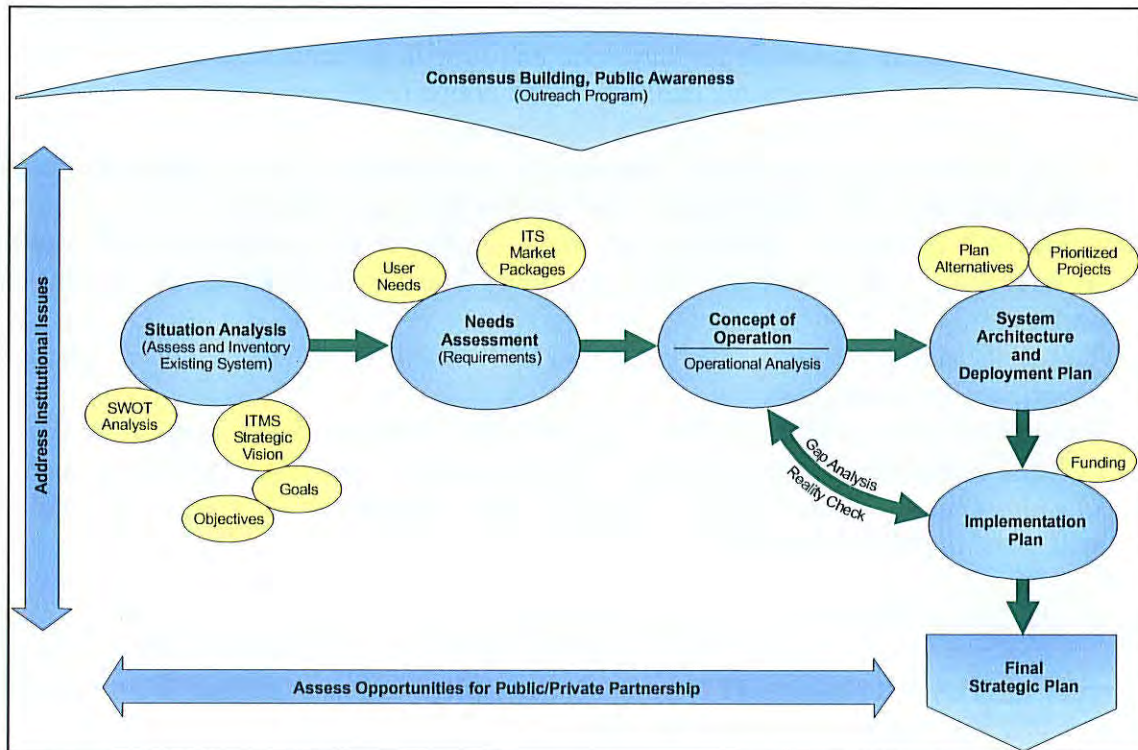 Consensus Building, Public Awareness
(Outreach Program)
Address Institutional Issues
User
Needs
ITS
Market
Packages
Plan
Alternatives
Prioritized
Projects
Situation Analysis
(Assess and Inventory
Existing System)
Needs
Assessment
(Requirements)
Concept of
Operation
Operational Analysis
System
Architecture
and
Deployment Plan
SWOT
Analysis
ITMS
Strategic
Vision
Goals
Objectives
Gap Analysis
Reality Check
Funding
Implementation
Plan
Assess Opportunities for Public/Private Partnership
Final
Strategic Plan